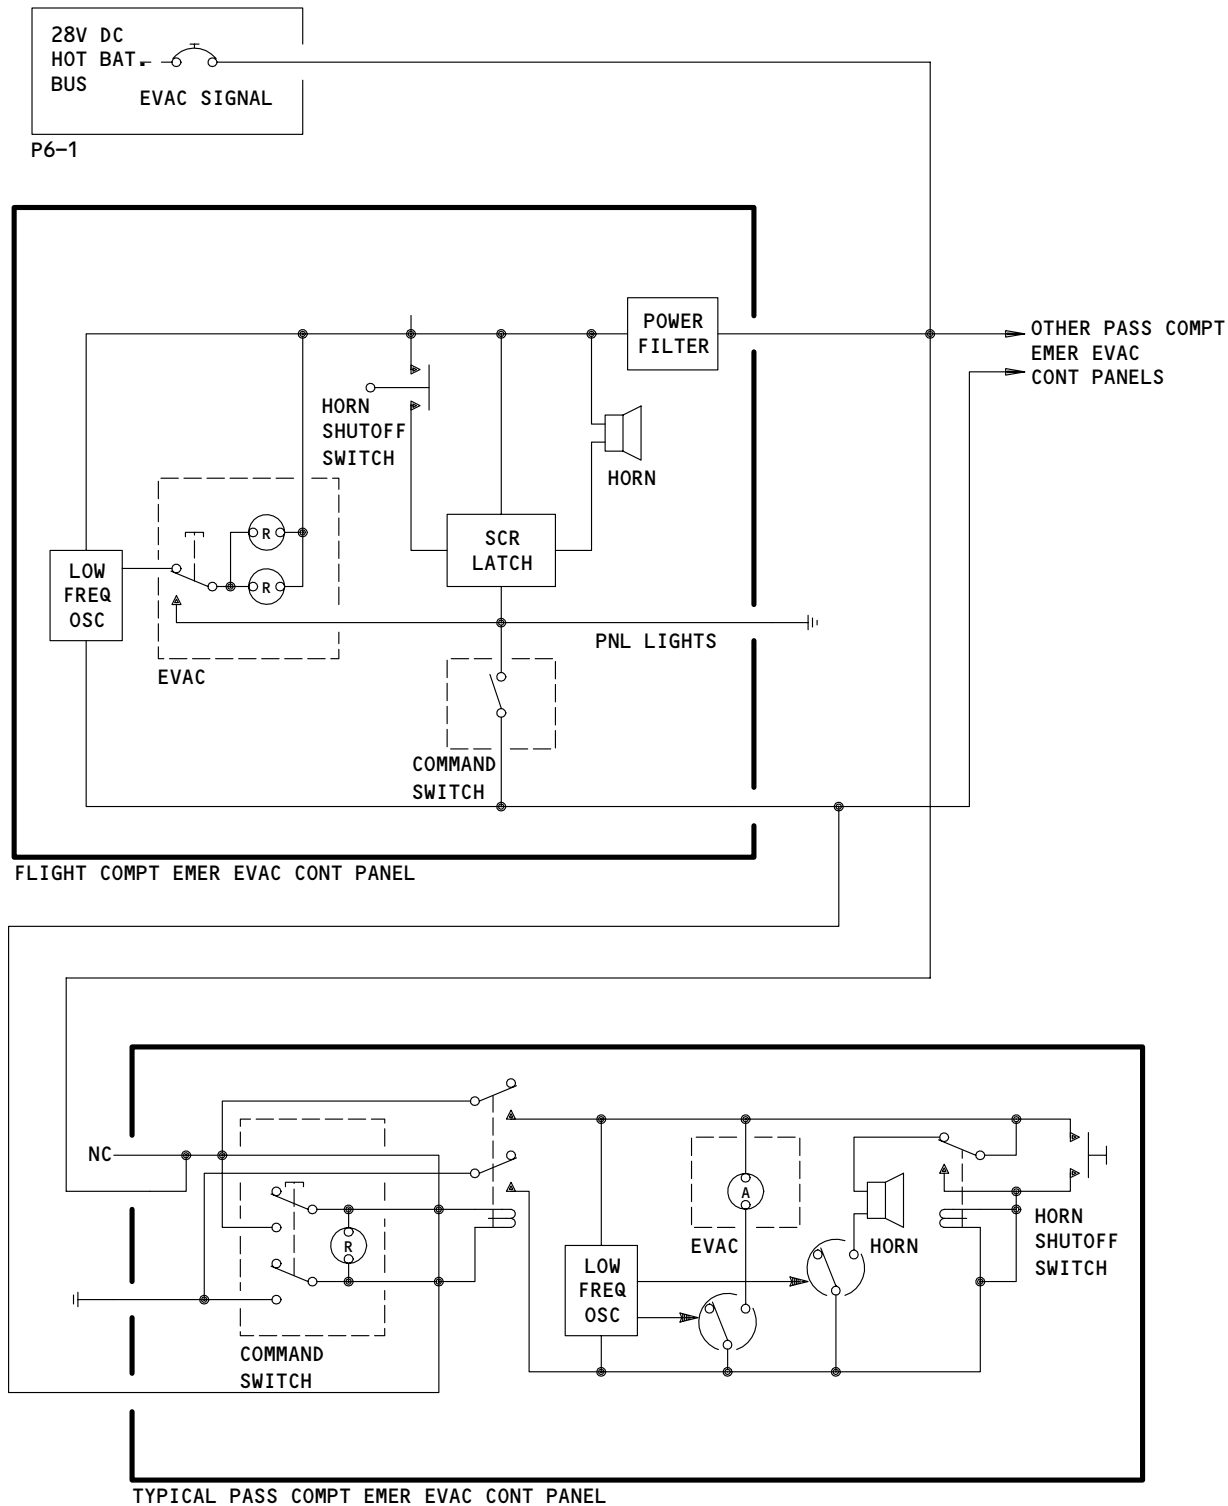 28V DC
HOT BAT.
BUS
EVAC SIGNAL
P6-1
POWER
FILTER
OTHER PASS COMPT
EMER EVAC
CONT PANELS
HORN
SHUTOFF
SWITCH
HORN
R
R
SCR
LATCH
LOW
FREQ
OSC
PNL LIGHTS
EVAC
COMMAND
SWITCH
FLIGHT COMPT EMER EVAC CONT PANEL
NC
R
COMMAND
SWITCH
A
EVAC
LOW
FREQ
OSC
HORN
HORN
SHUTOFF
SWITCH
TYPICAL PASS COMPT EMER EVAC CONT PANEL